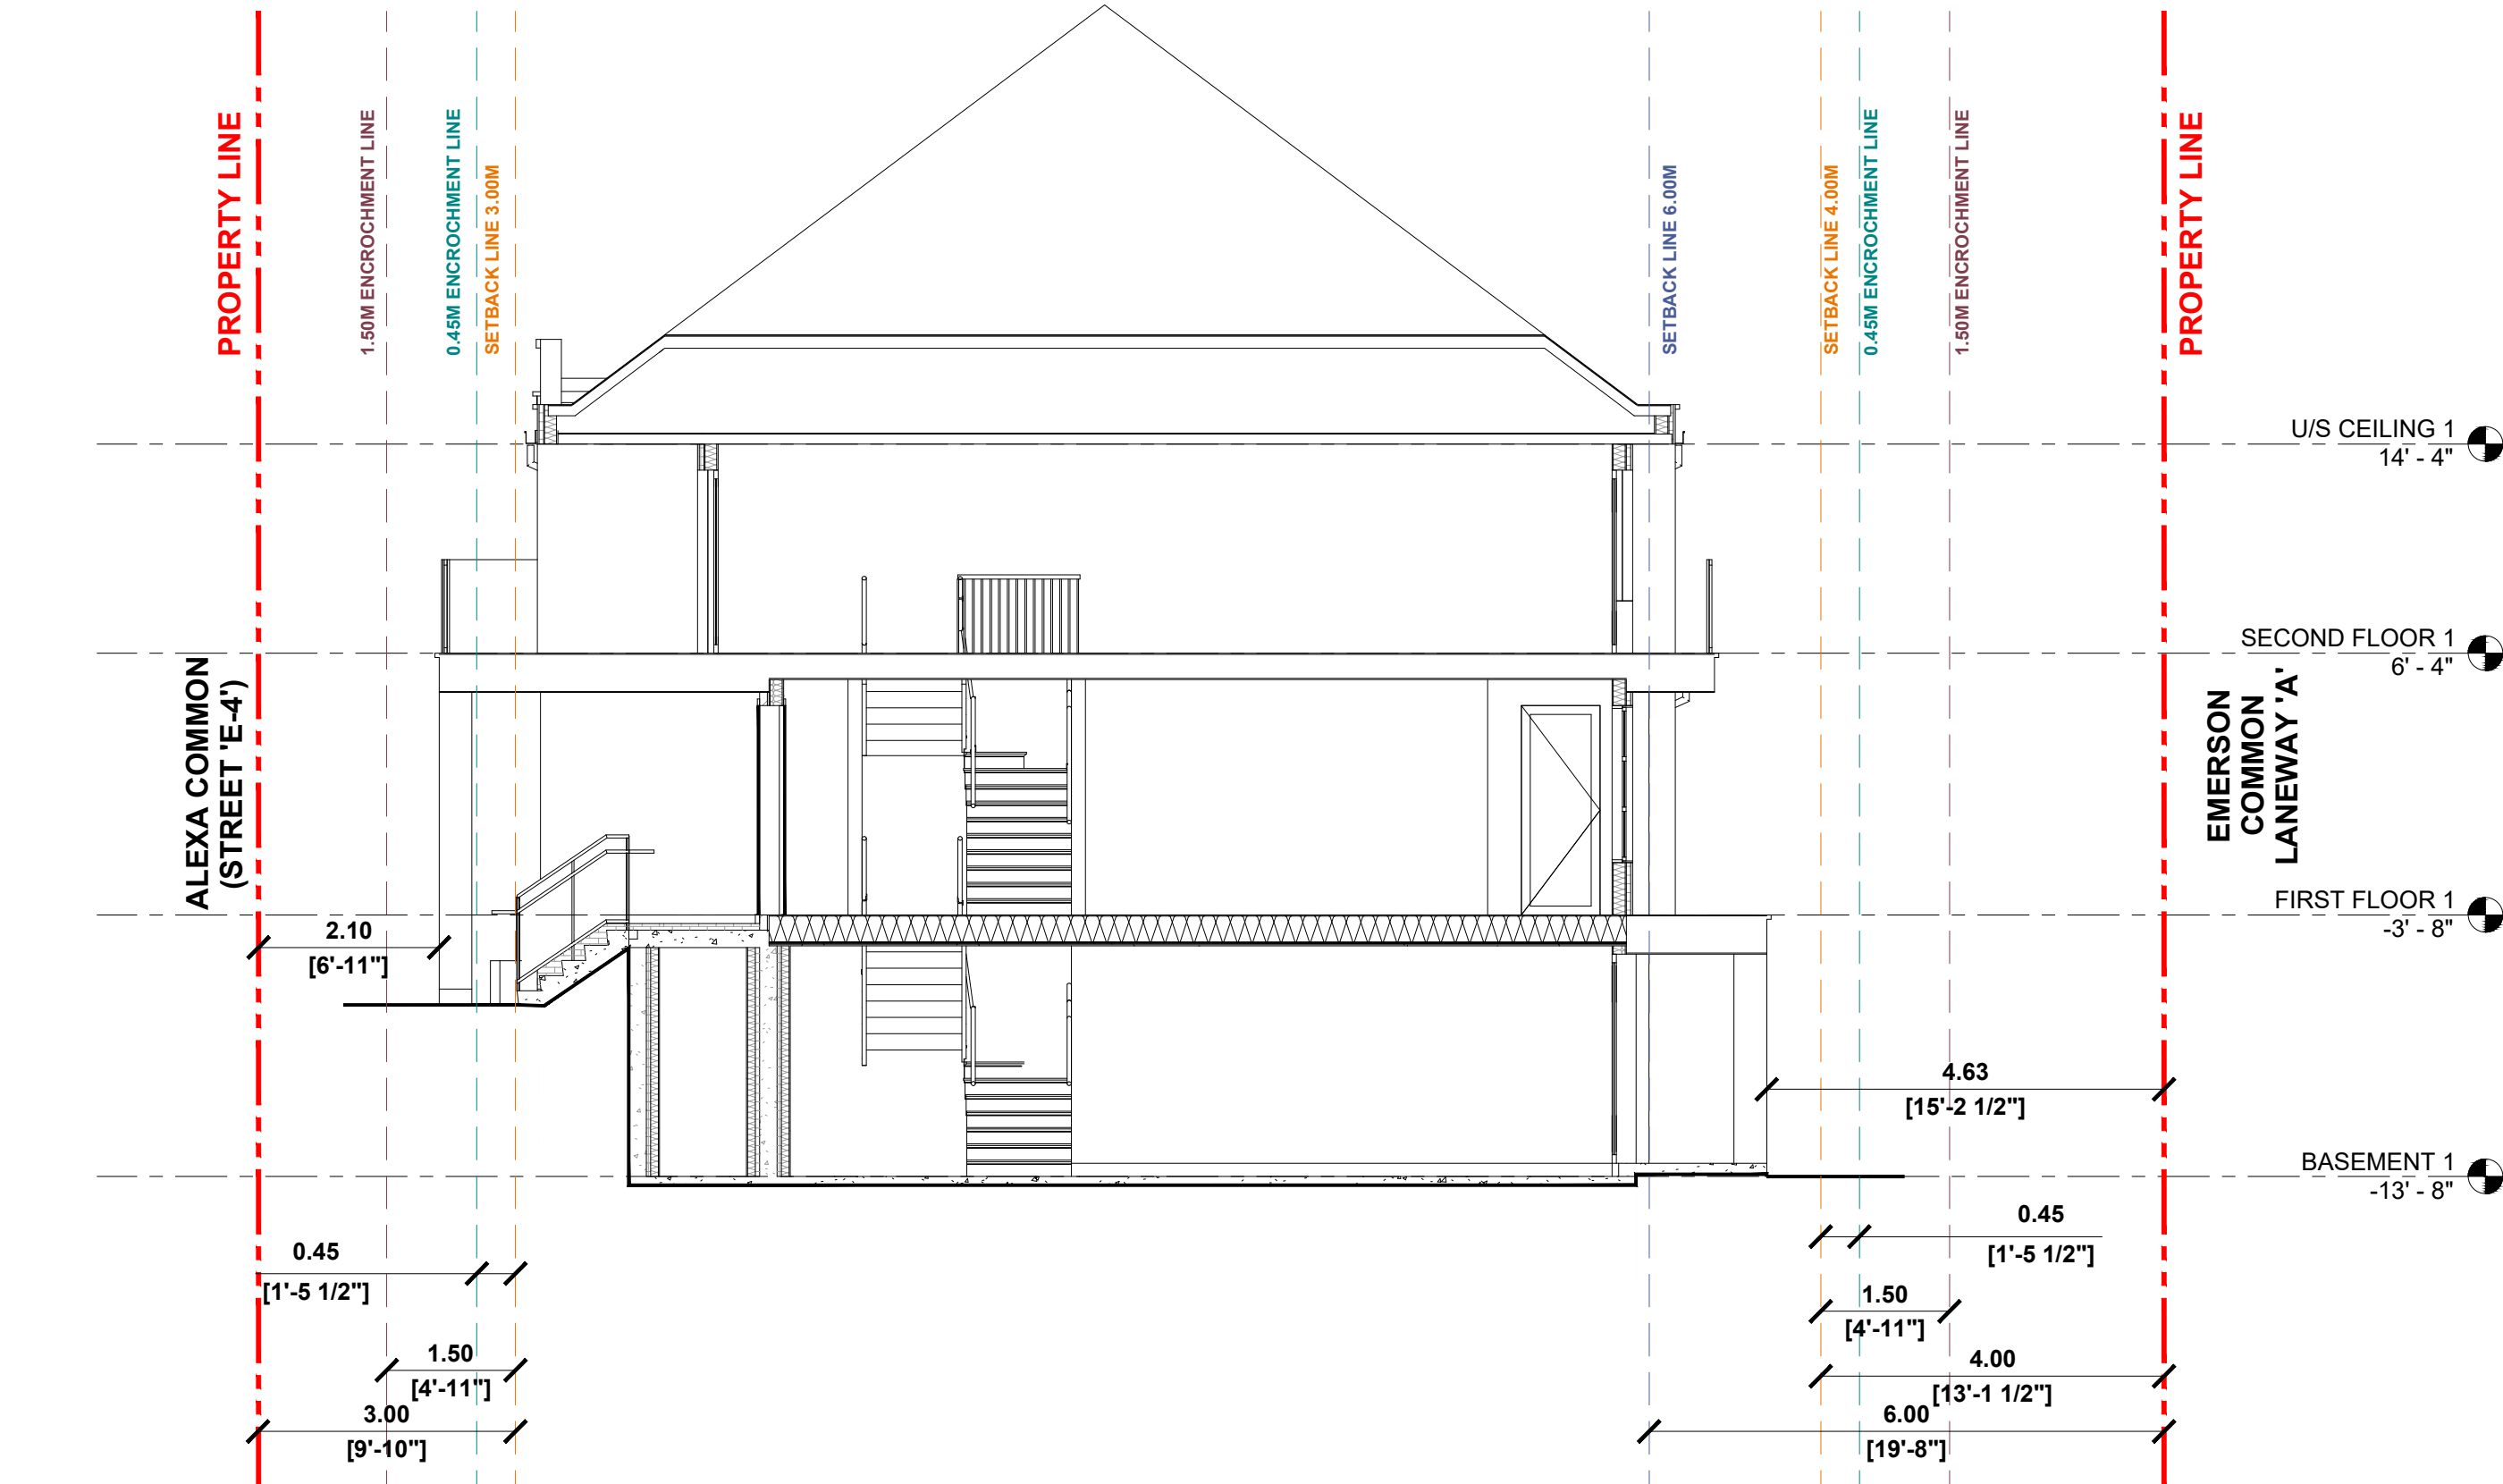 PROPERTY LINE
1.50M ENCROCHMENT LINE
0.45M ENCROCHMENT LINE
SETBACK LINE 3.00M
SETBACK LINE 6.00M
SETBACK LINE 4.00M
0.45M ENCROCHMENT LINE
1.50M ENCROCHMENT LINE
PROPERTY LINE
U/S CEILING 1
14' - 4"
SECOND FLOOR 1
6' - 4"
ALEXA COMMON
(STREET 'E-4')
EMERSON
COMMON
LANEWAY 'A'
FIRST FLOOR 1
-3' - 8"
2.10
[6'-11"]
4.63
[15'-2 1/2"]
BASEMENT 1
-13' - 8"
0.45
[1'-5 1/2"]
0.45
[1'-5 1/2"]
1.50
[4'-11"]
1.50
[4'-11"]
4.00
[13'-1 1/2"]
3.00
[9'-10"]
6.00
[19'-8"]